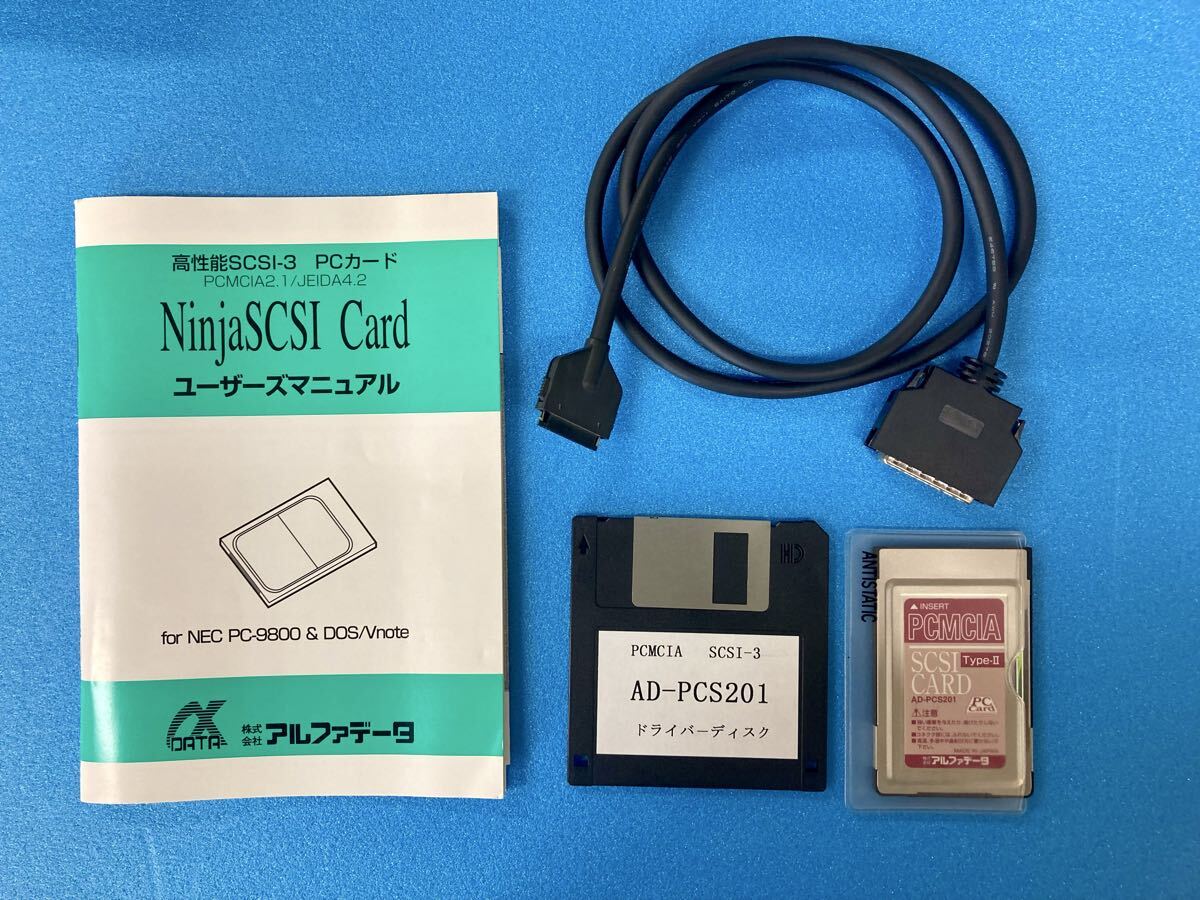 高性能SCSI-3 PCカード
PCMCIA2.1/JEIDA4.2
NinjaSCSI Card
ユーザーズマニュアル
for NEC PC-9800 & DOS/Vnote
DATA
株式会社 アルファデータ
HD
PCMCIA SCSI-3
AD-PCS201
ドライバーディスク
ANTISTATIC
▲ INSERT
PCMCIA
SCSI Type-II
CARD
AD-PCS201
PC Card
⚠注意
MADE IN JAPAN
株式会社 アルファデータ